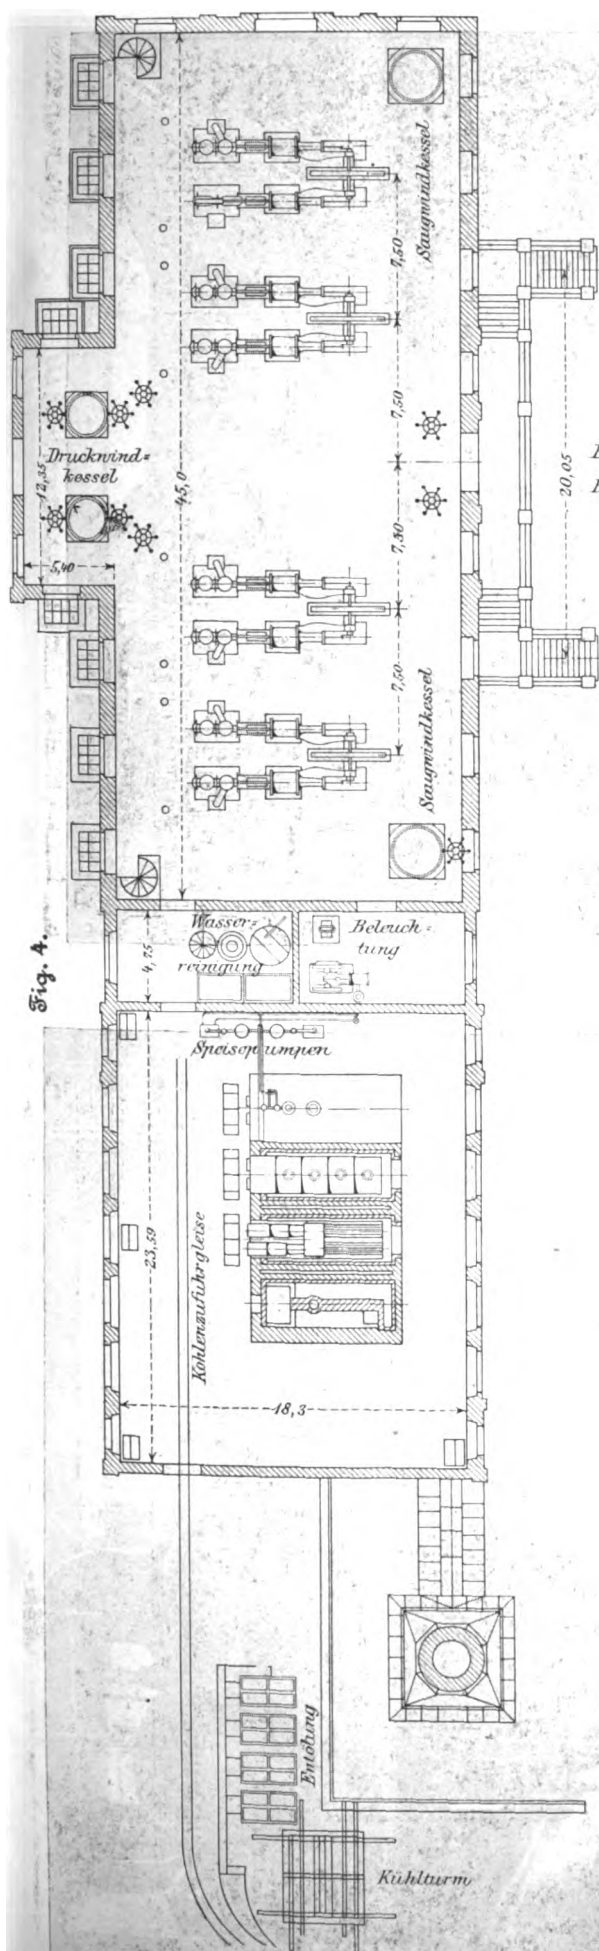 Saugwindkessel
7,50
7,50
Druckwind=
kessel
12,35
45,0
20,05
5,40
7,50
7,50
Saugwindkessel
Fig. 4.
Wasser=
reinigung
Beleuch=
tung
4,75
Speisepumpen
Kohlenzufuhrgleise
23,59
18,3
Entölung
Kühlturm